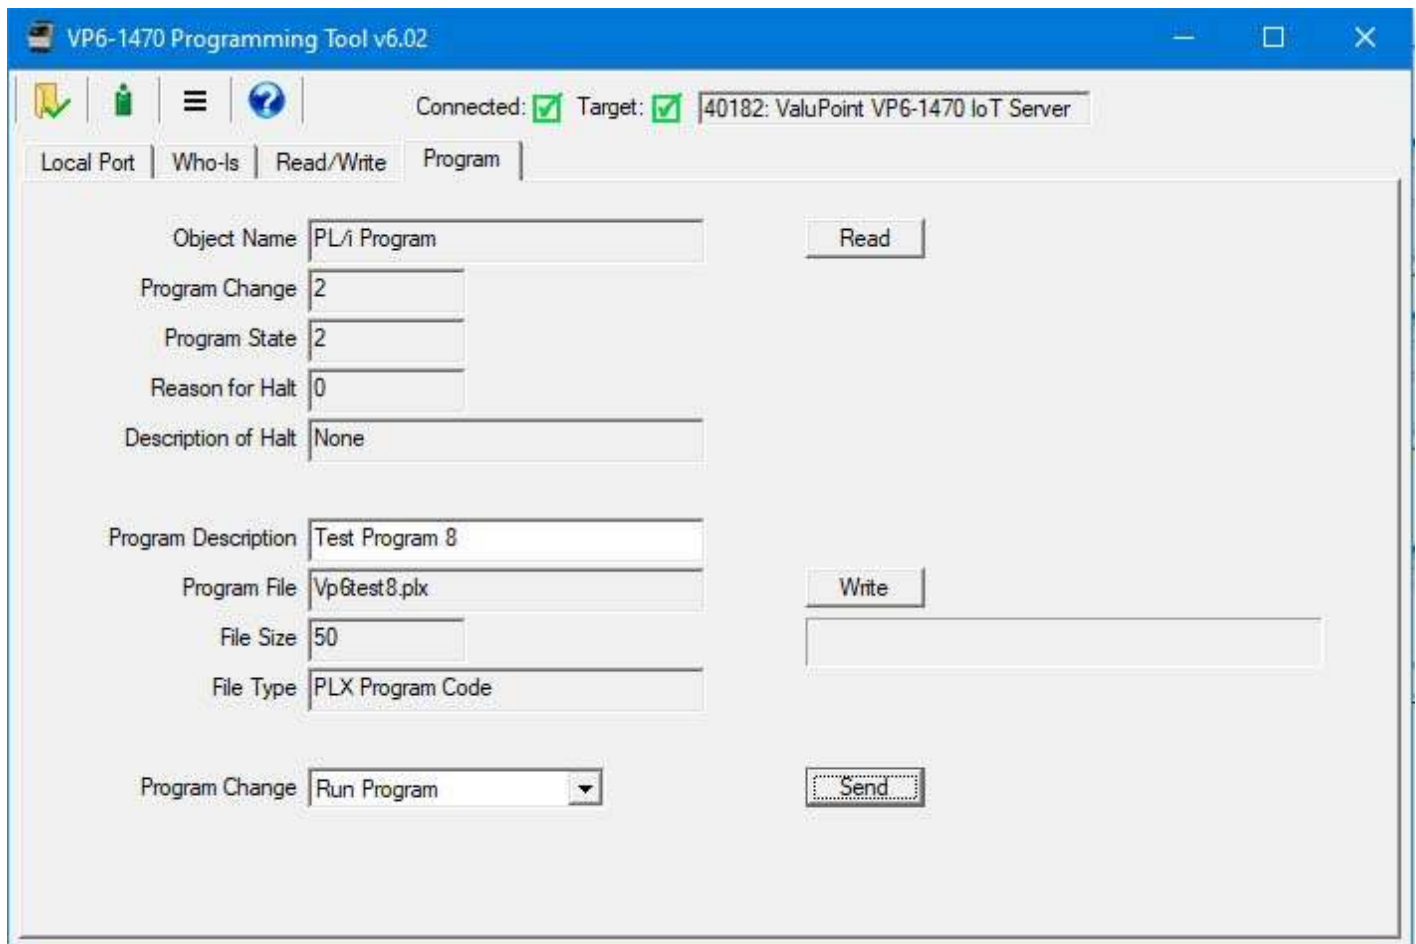 VP6-1470 Programming Tool v6.02
Connected: Target: 40182: ValuPoint VP6-1470 IoT Server
Local Port Who-Is Read/Write Program
Object Name PL/i Program Read
Program Change 2
Program State 2
Reason for Halt 0
Description of Halt None
Program Description Test Program 8
Program File Vp6test8.plx Write
File Size 50
File Type PLX Program Code
Program Change Run Program Send